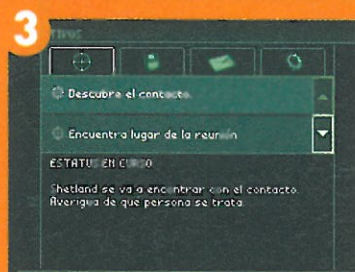 3
Descubre el contacto.
Encuentra lugar de la reunión
ESTATUS EN CURSO
Shetland se va a encontrar con el contacto.
Averigua de que persona se trata.